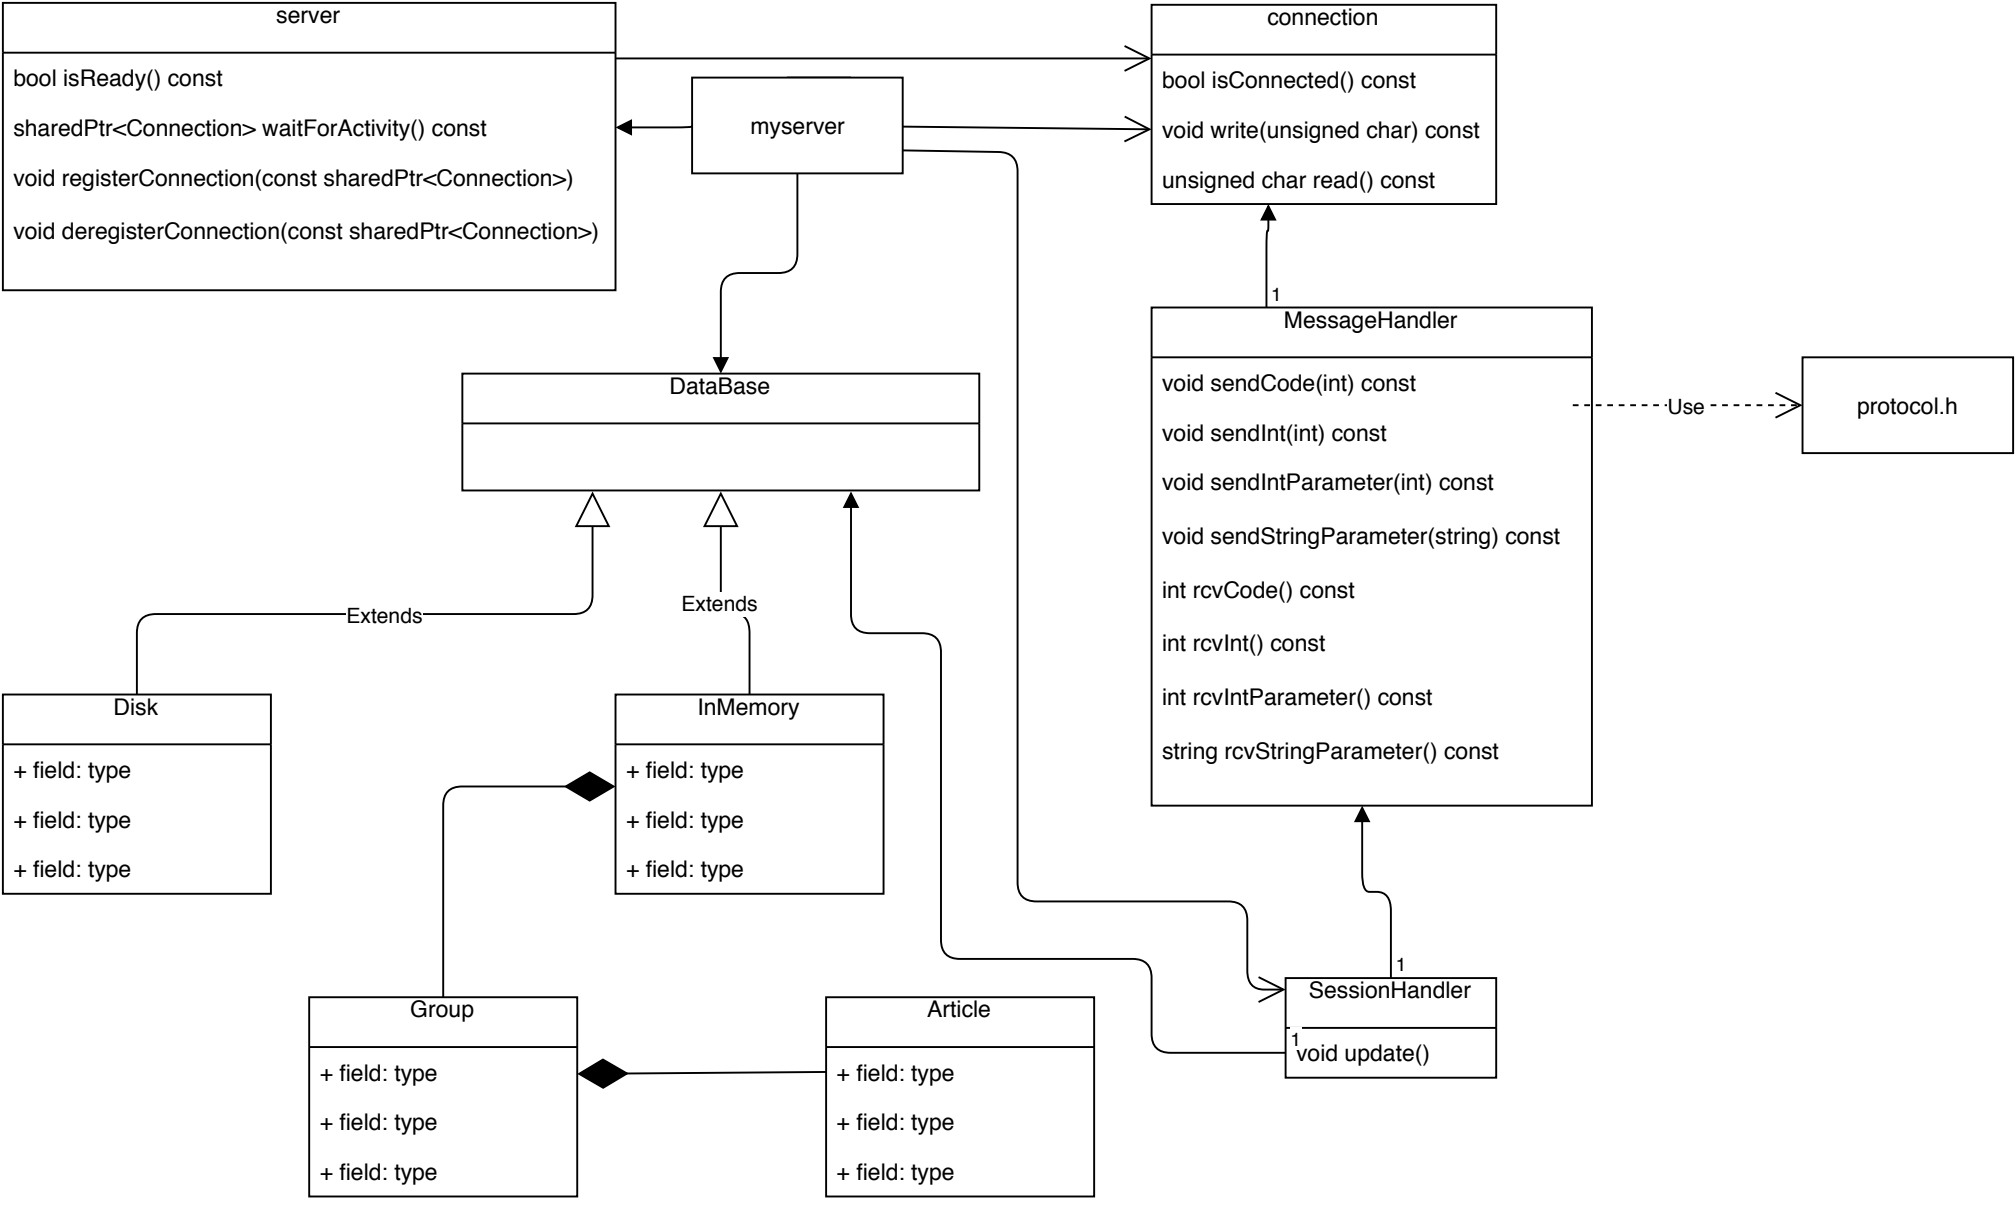 server
bool isReady() const
sharedPtr<Connection> waitForActivity() const
void registerConnection(const sharedPtr<Connection>)
void deregisterConnection(const sharedPtr<Connection>)
myserver
connection
bool isConnected() const
void write(unsigned char) const
unsigned char read() const
1
MessageHandler
void sendCode(int) const
void sendInt(int) const
void sendIntParameter(int) const
void sendStringParameter(string) const
int rcvCode() const
int rcvInt() const
int rcvIntParameter() const
string rcvStringParameter() const
Use
protocol.h
DataBase
Extends
Extends
Disk
+ field: type
+ field: type
+ field: type
InMemory
+ field: type
+ field: type
+ field: type
Group
+ field: type
+ field: type
+ field: type
Article
+ field: type
+ field: type
+ field: type
1
SessionHandler
1
void update()